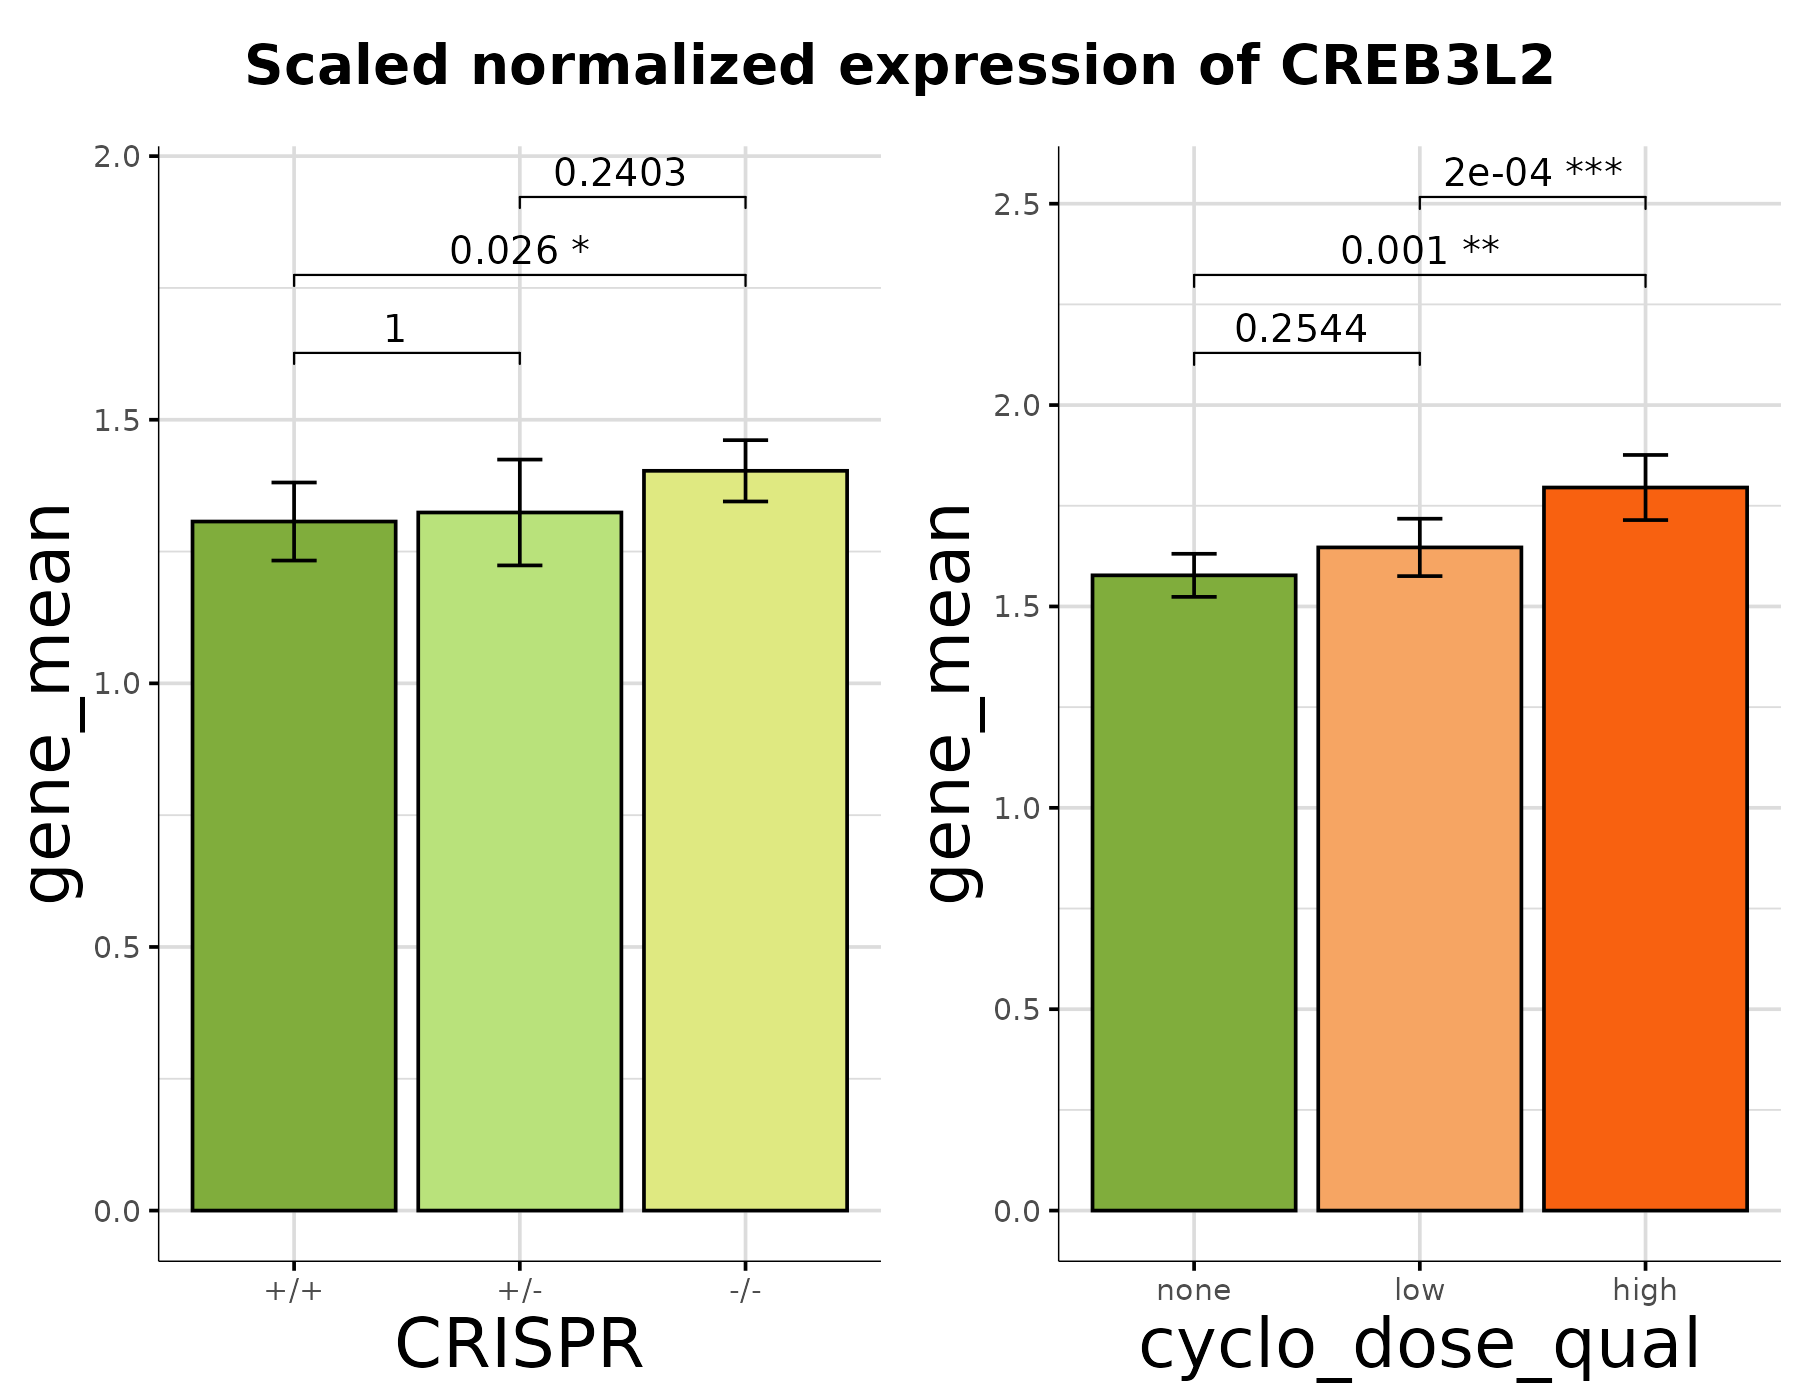 Scaled normalized expression of CREB3L2
gene_mean
2.0
1.5
1.0
0.5
0.0
0.2403
0.026 *
1
+/+ +/- -/-
CRISPR
gene_mean
2.5
2.0
1.5
1.0
0.5
0.0
2e-04 ***
0.001 **
0.2544
none low high
cyclo_dose_qual